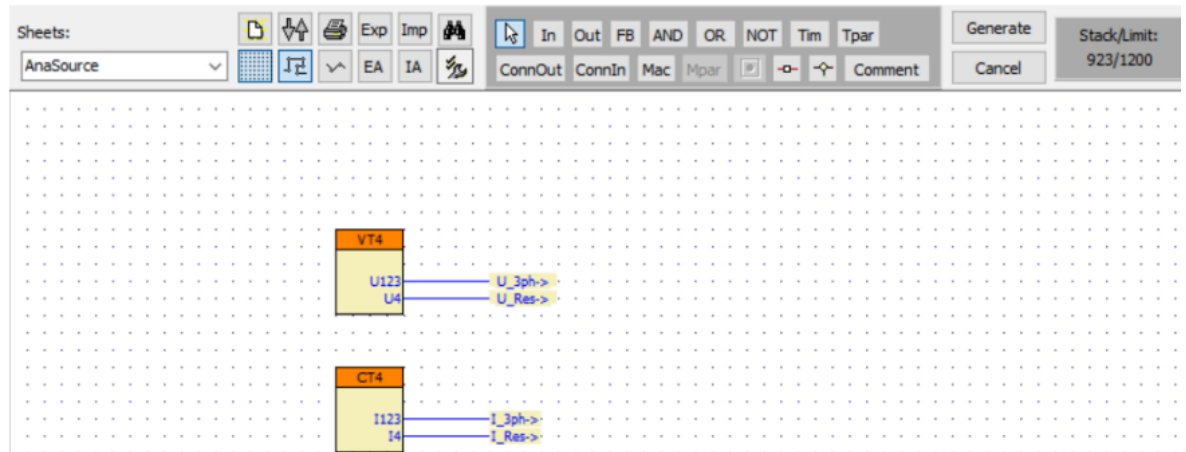 Sheets:
Exp Imp
In Out FB AND OR NOT Tim Tpar
Generate
Stack/Limit:
923/1200
AnaSource
EA IA
ConnOut ConnIn Mac Mpar Comment
Cancel
VT4
U123 U_3ph->
U4 U_Res->
CT4
I123 I_3ph->
I4 I_Res->